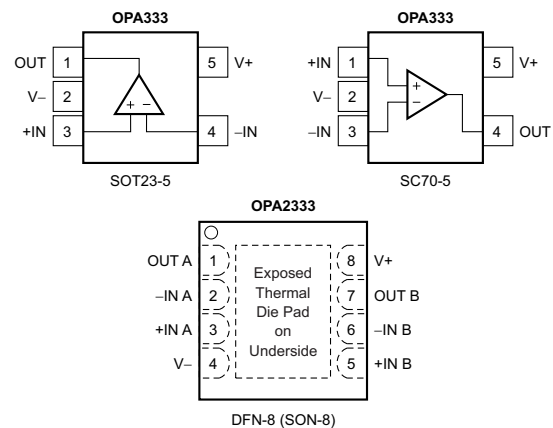 OPA333
OUT 1 5 V+
V– 2
+ –
+IN 3 4 –IN
SOT23-5
OPA333
+IN 1 5 V+
+
V– 2
–
–IN 3 4 OUT
SC70-5
OPA2333
OUT A 1 8 V+
–IN A 2 7 OUT B
+IN A 3 6 –IN B
V– 4 5 +IN B
Exposed
Thermal
Die Pad
on
Underside
DFN-8 (SON-8)